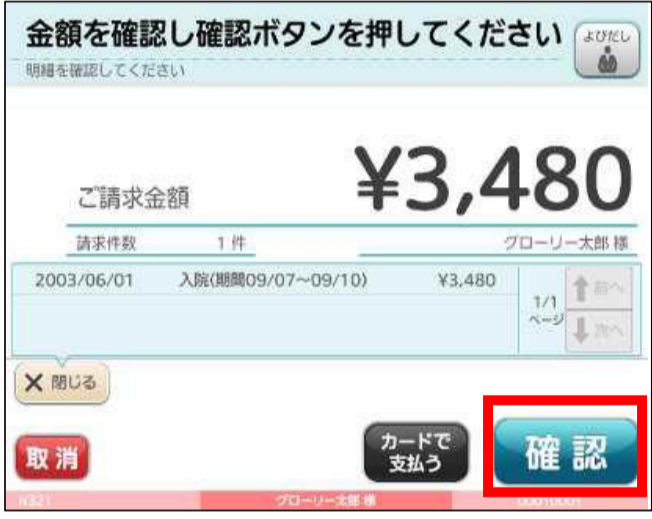 金額を確認し確認ボタンを押してください
よびだし
明細を確認してください
ご請求金額 ¥3,480
請求件数 1 件 グローリー太郎 様
2003/06/01 入院(期間09/07～09/10) ¥3,480
1/1
ページ
前へ
次へ
× 閉じる
取消
カードで
支払う
確認
N321 グローリー太郎 様 00010001